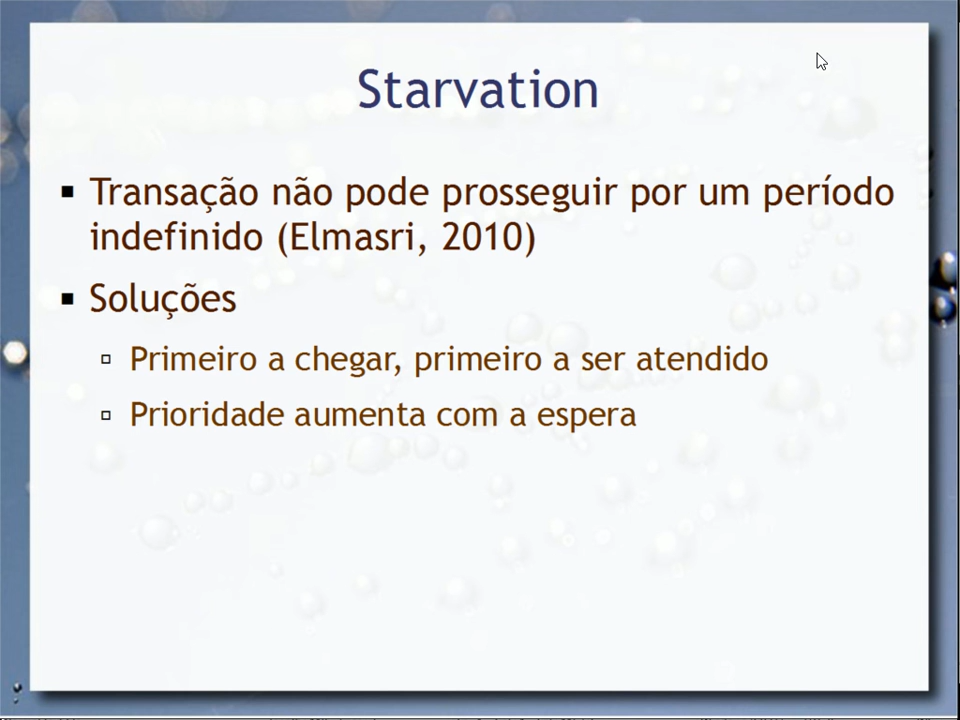 Starvation
Transação não pode prosseguir por um período
indefinido (Elmasri, 2010)
Soluções
Primeiro a chegar, primeiro a ser atendido
Prioridade aumenta com a espera